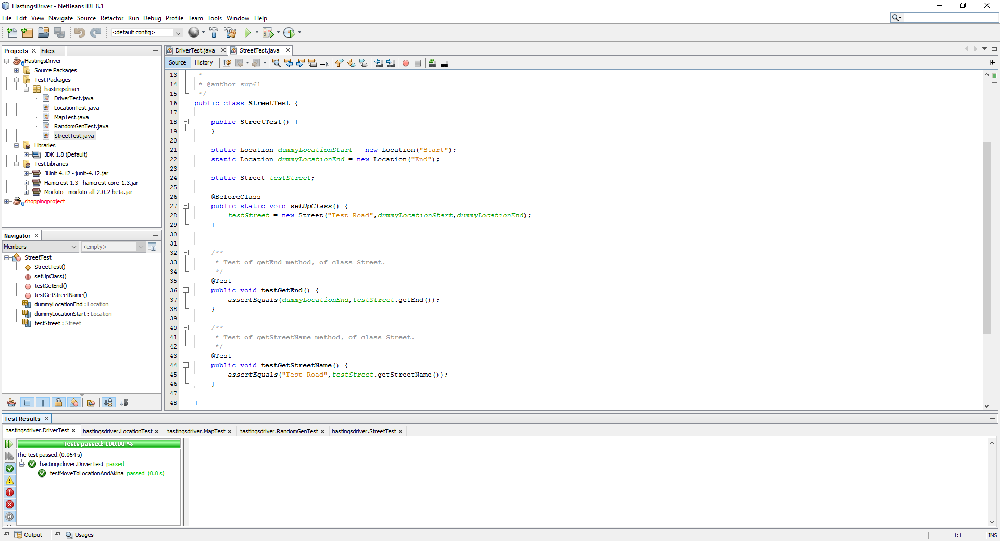 HastingsDriver - NetBeans IDE 8.1
File Edit View Navigate Source Refactor Run Debug Profile Team Tools Window Help
<default config>
Projects Files
HastingsDriver
Source Packages
Test Packages
hastingsdriver
DriverTest.java
LocationTest.java
MapTest.java
RandomGenTest.java
StreetTest.java
Libraries
JDK 1.8 (Default)
Test Libraries
JUnit 4.12 - junit-4.12.jar
Hamcrest 1.3 - hamcrest-core-1.3.jar
Mockito - mockito-all-2.0.2-beta.jar
shoppingproject
Navigator
Members <empty>
StreetTest
StreetTest()
setUpClass()
testGetEnd()
testGetStreetName()
dummyLocationEnd : Location
dummyLocationStart : Location
testStreet : Street
DriverTest.java StreetTest.java
Source History
13 *
14 * @author sup61
15 */
16 public class StreetTest {
17
18 public StreetTest() {
19 }
20
21 static Location dummyLocationStart = new Location("Start");
22 static Location dummyLocationEnd = new Location("End");
23
24 static Street testStreet;
25
26 @BeforeClass
27 public static void setUpClass() {
28 testStreet = new Street("Test Road",dummyLocationStart,dummyLocationEnd);
29 }
30
31
32 /**
33 * Test of getEnd method, of class Street.
34 */
35 @Test
36 public void testGetEnd() {
37 assertEquals(dummyLocationEnd,testStreet.getEnd());
38 }
39
40 /**
41 * Test of getStreetName method, of class Street.
42 */
43 @Test
44 public void testGetStreetName() {
45 assertEquals("Test Road",testStreet.getStreetName());
46 }
47
48 }
Test Results
hastingsdriver.DriverTest hastingsdriver.LocationTest hastingsdriver.MapTest hastingsdriver.RandomGenTest hastingsdriver.StreetTest
Tests passed: 100.00 %
The test passed.(0.064 s)
hastingsdriver.DriverTest passed
testMoveToLocationAndAkina passed (0.0 s)
Output Usages
1:1 INS